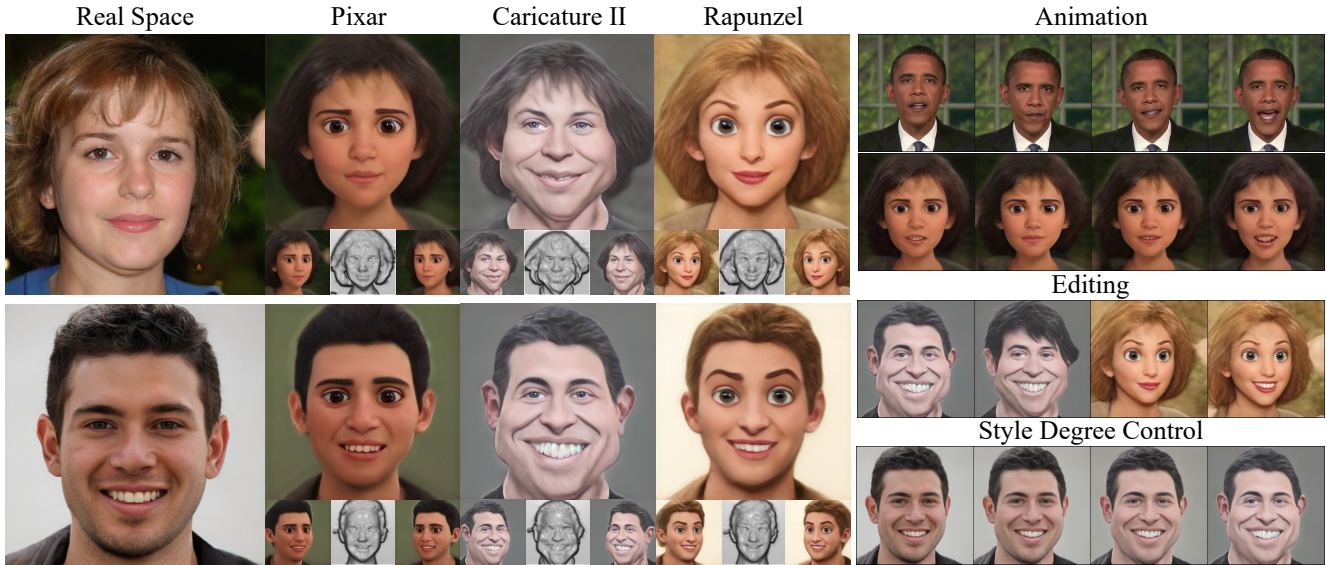 Real Space
Pixar
Caricature II
Rapunzel
Animation
Editing
Style Degree Control